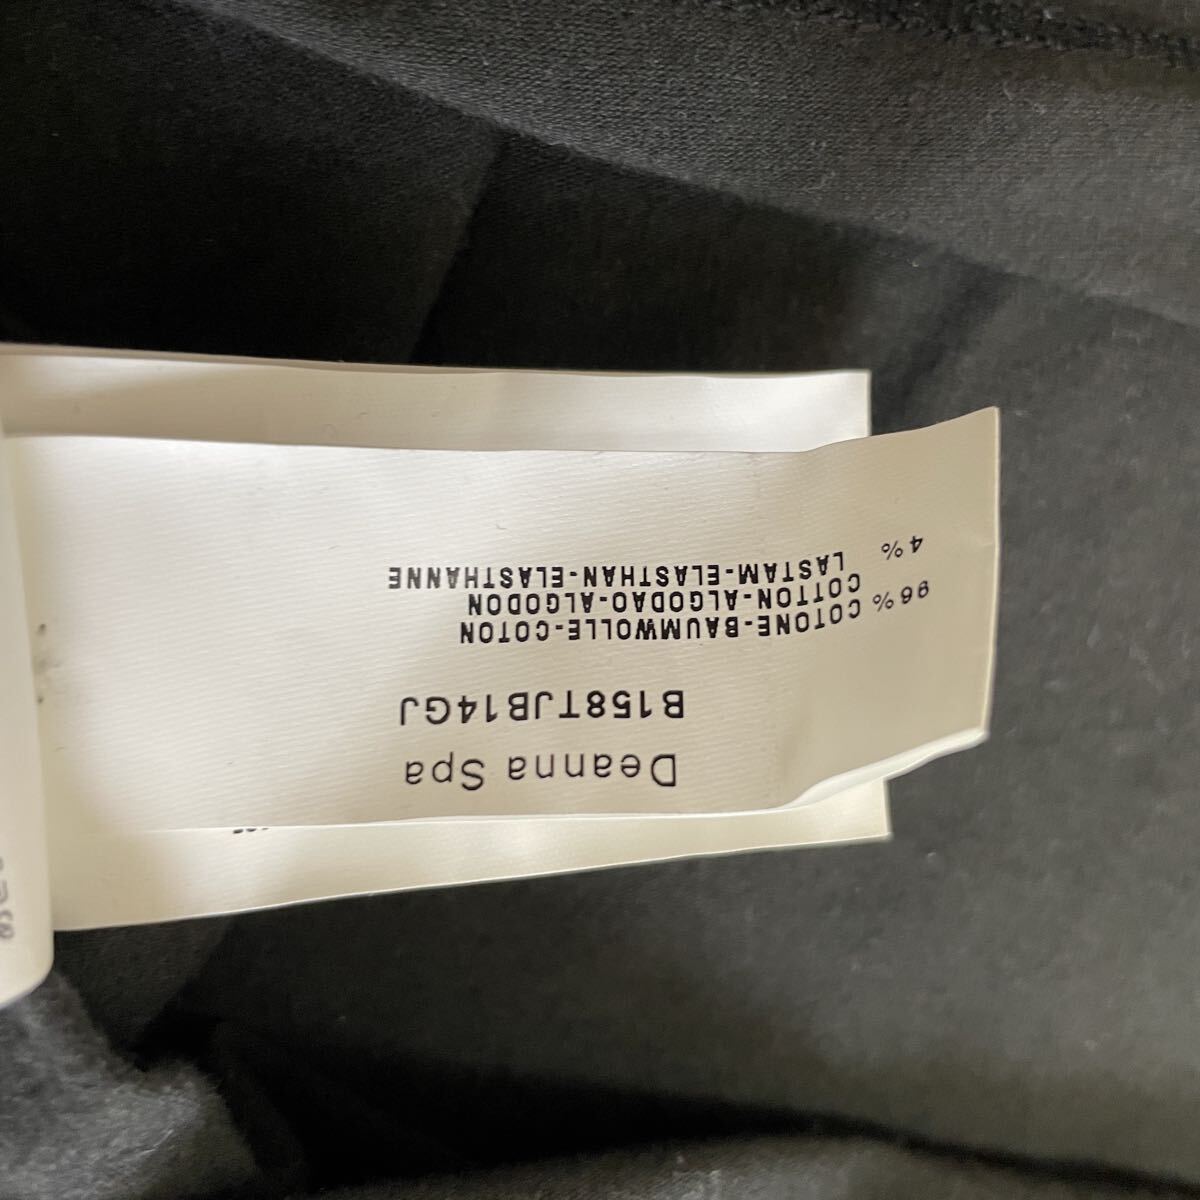 Deanna Spa
B158TJB14GJ
96% COTONE-BAUMWOLLE-COTON
COTTON-ALGODAO-ALGODON
4% LASTAM-ELASTHAN-ELASTHANNE